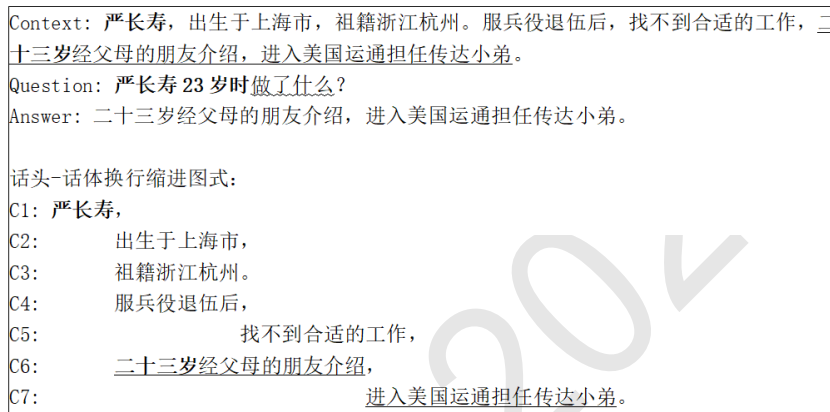 Context: 严长寿，出生于上海市，祖籍浙江杭州。服兵役退伍后，找不到合适的工作，二
十三岁经父母的朋友介绍，进入美国运通担任传达小弟。
Question: 严长寿 23 岁时做了什么？
Answer: 二十三岁经父母的朋友介绍，进入美国运通担任传达小弟。
话头-话体换行缩进图式：
C1: 严长寿，
C2: 出生于上海市，
C3: 祖籍浙江杭州。
C4: 服兵役退伍后，
C5: 找不到合适的工作，
C6: 二十三岁经父母的朋友介绍，
C7: 进入美国运通担任传达小弟。